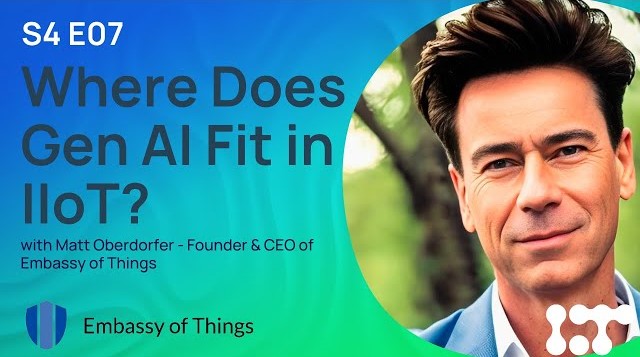 S4 E07
Where Does
Gen AI Fit in
IIoT?
with Matt Oberdorfer - Founder & CEO of
Embassy of Things
Embassy of Things